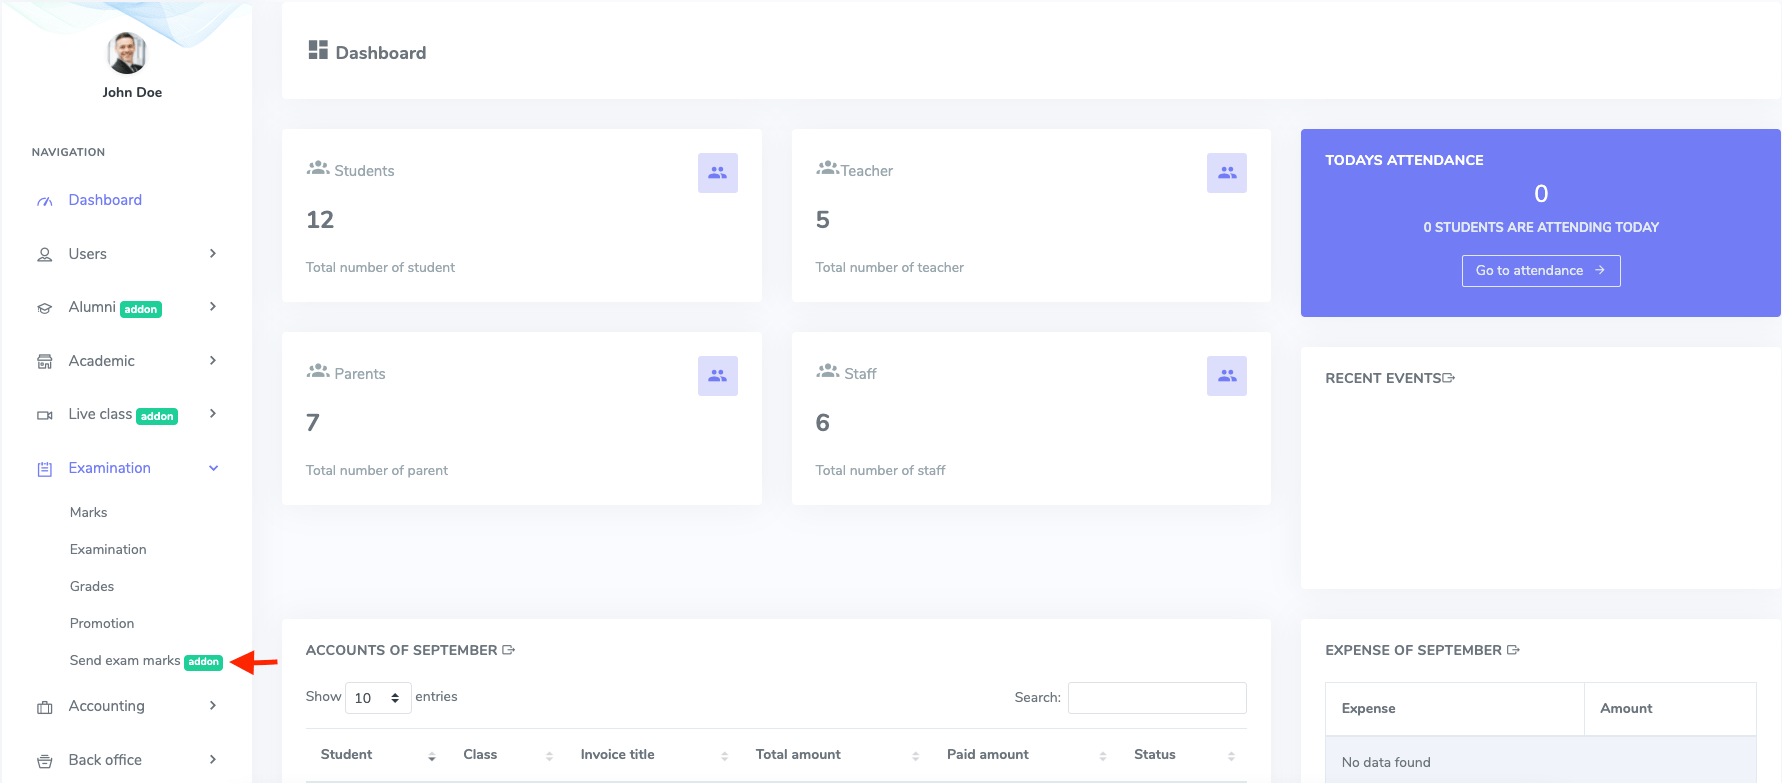 John Doe
NAVIGATION
Dashboard
Users
Alumni addon
Academic
Live class addon
Examination
Marks
Examination
Grades
Promotion
Send exam marks addon
Accounting
Back office
Dashboard
Students
12
Total number of student
Teacher
5
Total number of teacher
Parents
7
Total number of parent
Staff
6
Total number of staff
TODAYS ATTENDANCE
0
0 STUDENTS ARE ATTENDING TODAY
Go to attendance
RECENT EVENTS
ACCOUNTS OF SEPTEMBER
Show 10 entries Search:
Student Class Invoice title Total amount Paid amount Status
EXPENSE OF SEPTEMBER
Expense Amount
No data found